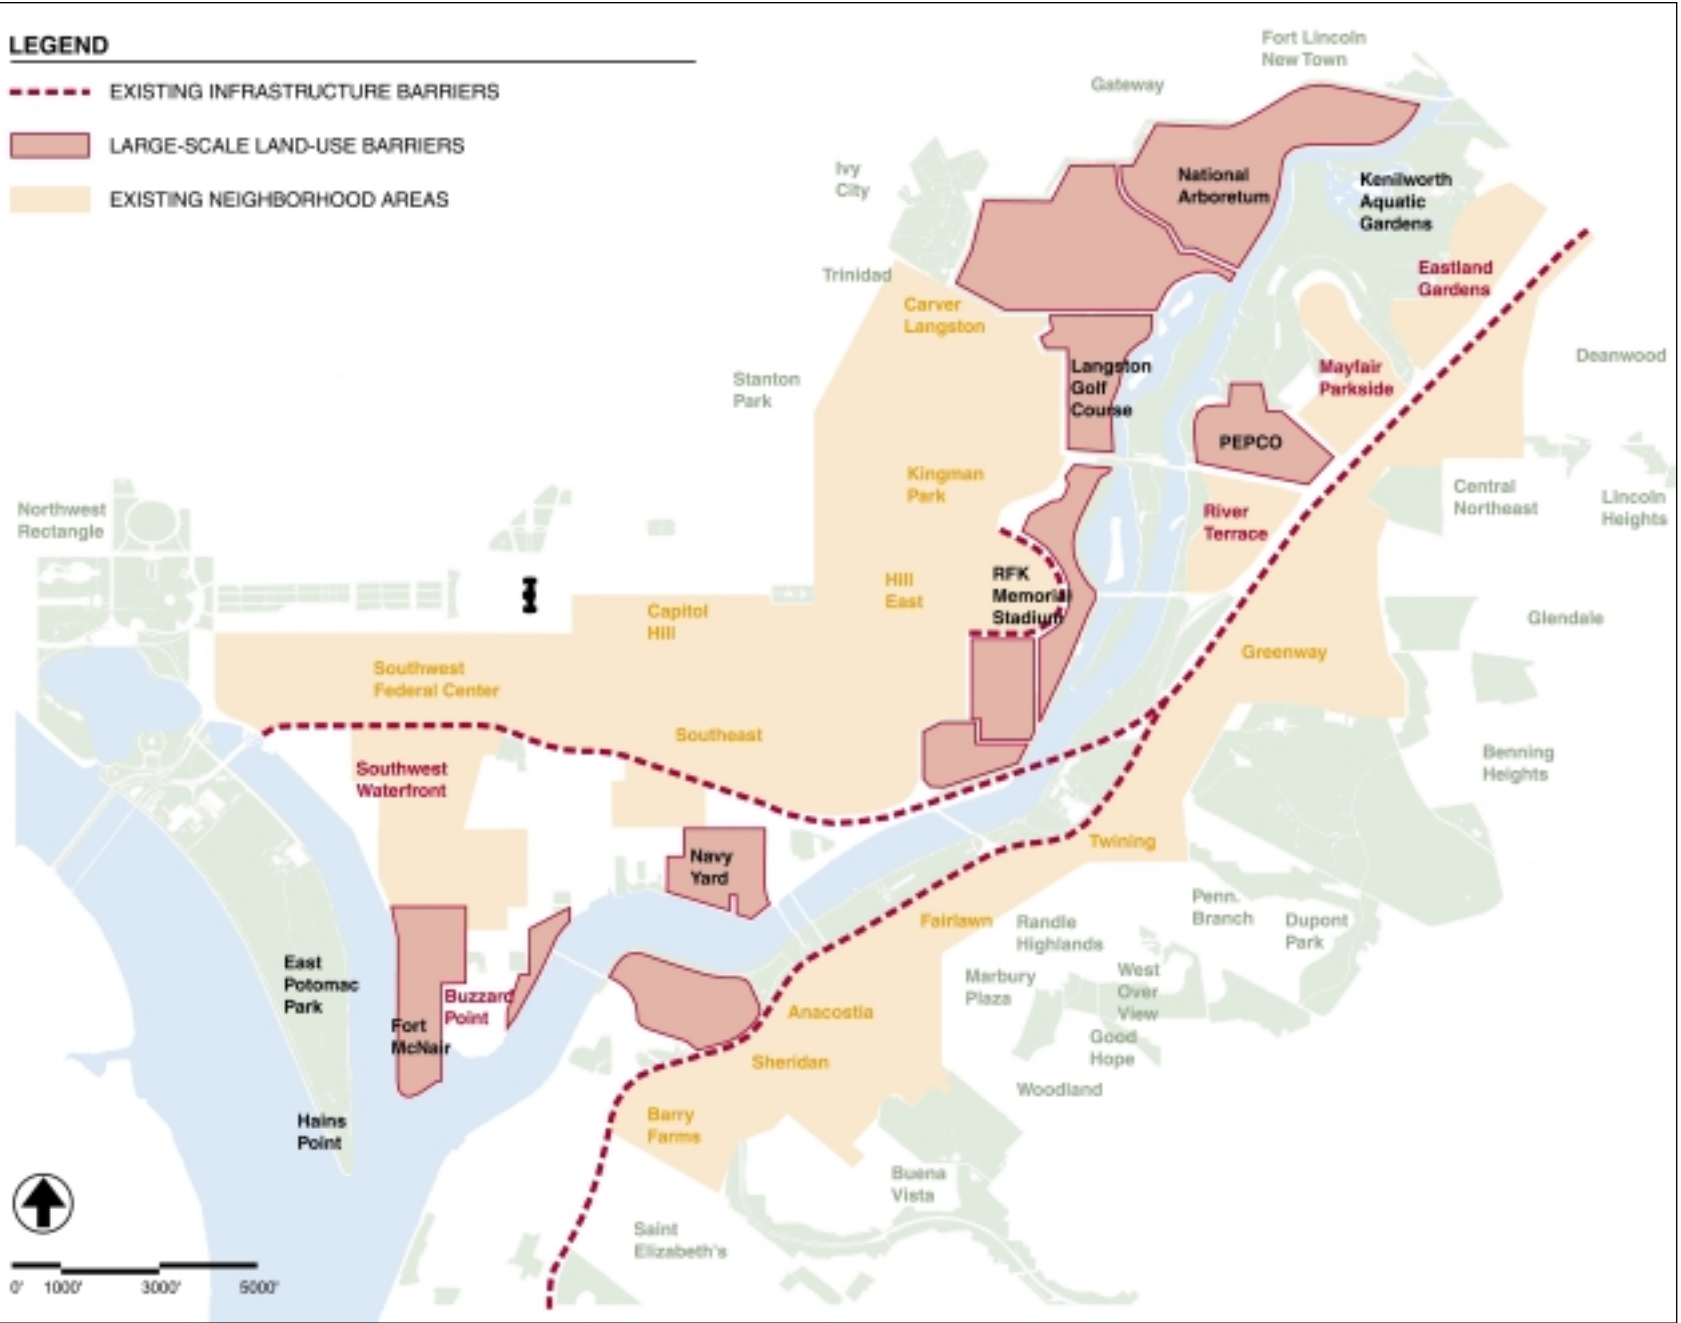 LEGEND
EXISTING INFRASTRUCTURE BARRIERS
LARGE-SCALE LAND-USE BARRIERS
EXISTING NEIGHBORHOOD AREAS
Fort Lincoln
New Town
Gateway
Ivy
City
National
Arboretum
Kenilworth
Aquatic
Gardens
Trinidad
Eastland
Gardens
Carver
Langston
Deanwood
Stanton
Park
Langston
Golf
Course
Mayfair
Parkside
PEPCO
Kingman
Park
Central
Northeast
Lincoln
Heights
Northwest
Rectangle
River
Terrace
Hill
East
RFK
Memorial
Stadium
Capitol
Hill
Glendale
Greenway
Southwest
Federal Center
Southeast
Southwest
Waterfront
Benning
Heights
Navy
Yard
Twining
Penn.
Branch
Dupont
Park
Fairlawn
Randle
Highlands
East
Potomac
Park
Marbury
Plaza
West
Over
View
Buzzard
Point
Fort
McNair
Anacostia
Good
Hope
Sheridan
Woodland
Hains
Point
Barry
Farms
Buena
Vista
Saint
Elizabeth's
0' 1000' 3000' 5000'